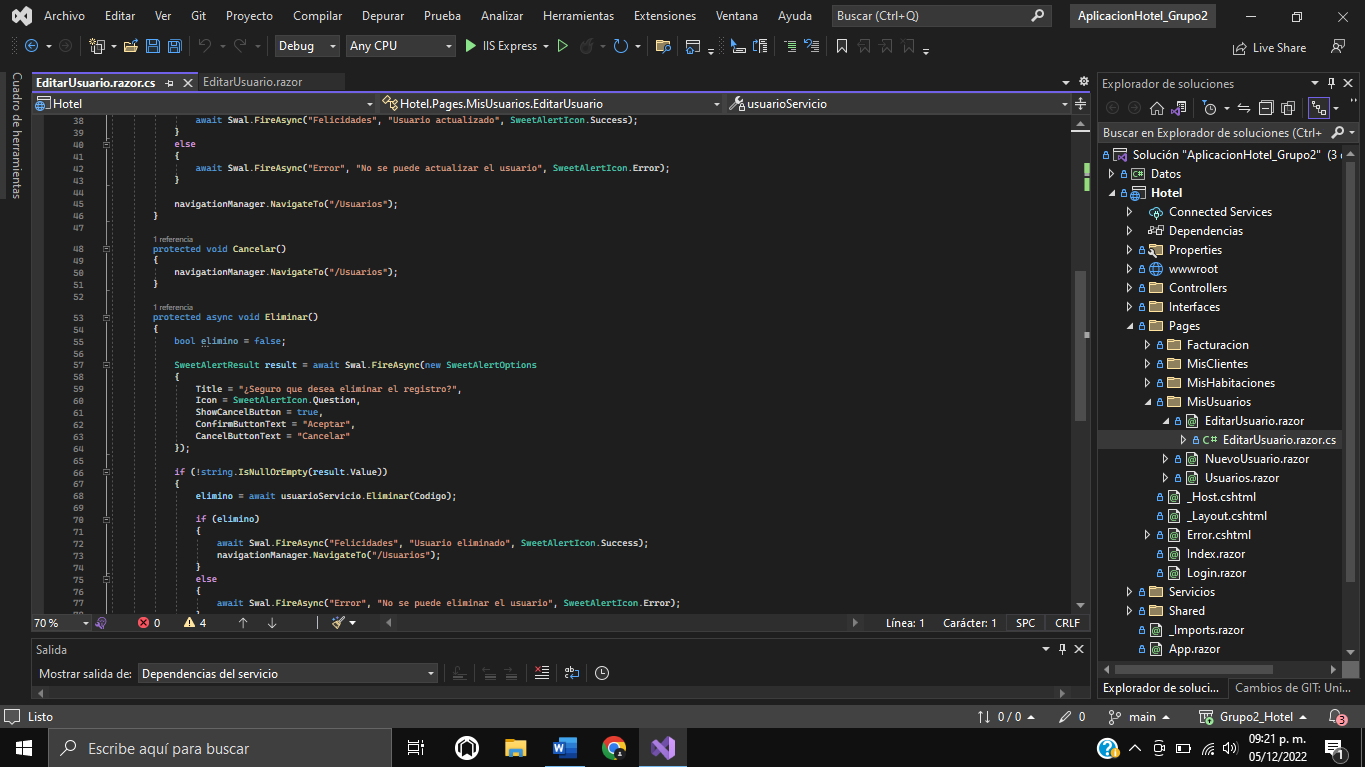 Archivo Editar Ver Git Proyecto Compilar Depurar Prueba Analizar Herramientas Extensiones Ventana Ayuda Buscar (Ctrl+Q) AplicacionHotel_Grupo2
Debug Any CPU IIS Express Live Share
Cuadro de herramientas
EditarUsuario.razor.cs EditarUsuario.razor
Hotel Hotel.Pages.MisUsuarios.EditarUsuario usuarioServicio
38 await Swal.FireAsync("Felicidades", "Usuario actualizado", SweetAlertIcon.Success);
39 }
40 else
41 {
42 await Swal.FireAsync("Error", "No se puede actualizar el usuario", SweetAlertIcon.Error);
43 }
44
45 navigationManager.NavigateTo("/Usuarios");
46 }
47
1 referencia
48 protected void Cancelar()
49 {
50 navigationManager.NavigateTo("/Usuarios");
51 }
52
1 referencia
53 protected async void Eliminar()
54 {
55 bool elimino = false;
56
57 SweetAlertResult result = await Swal.FireAsync(new SweetAlertOptions
58 {
59 Title = "¿Seguro que desea eliminar el registro?",
60 Icon = SweetAlertIcon.Question,
61 ShowCancelButton = true,
62 ConfirmButtonText = "Aceptar",
63 CancelButtonText = "Cancelar"
64 });
65
66 if (!string.IsNullOrEmpty(result.Value))
67 {
68 elimino = await usuarioServicio.Eliminar(Codigo);
69
70 if (elimino)
71 {
72 await Swal.FireAsync("Felicidades", "Usuario eliminado", SweetAlertIcon.Success);
73 navigationManager.NavigateTo("/Usuarios");
74 }
75 else
76 {
77 await Swal.FireAsync("Error", "No se puede eliminar el usuario", SweetAlertIcon.Error);
70 % 0 4 Línea: 1 Carácter: 1 SPC CRLF
Salida
Mostrar salida de: Dependencias del servicio
Explorador de soluciones
Buscar en Explorador de soluciones (Ctrl+
Solución "AplicacionHotel_Grupo2" (3
Datos
Hotel
Connected Services
Dependencias
Properties
wwwroot
Controllers
Interfaces
Pages
Facturacion
MisClientes
MisHabitaciones
MisUsuarios
EditarUsuario.razor
C# EditarUsuario.razor.cs
NuevoUsuario.razor
Usuarios.razor
_Host.cshtml
_Layout.cshtml
Error.cshtml
Index.razor
Login.razor
Servicios
Shared
_Imports.razor
App.razor
Explorador de soluci... Cambios de GIT: Uni...
Listo 0 / 0 0 main Grupo2_Hotel 3
Escribe aquí para buscar 09:21 p. m.
05/12/2022 1